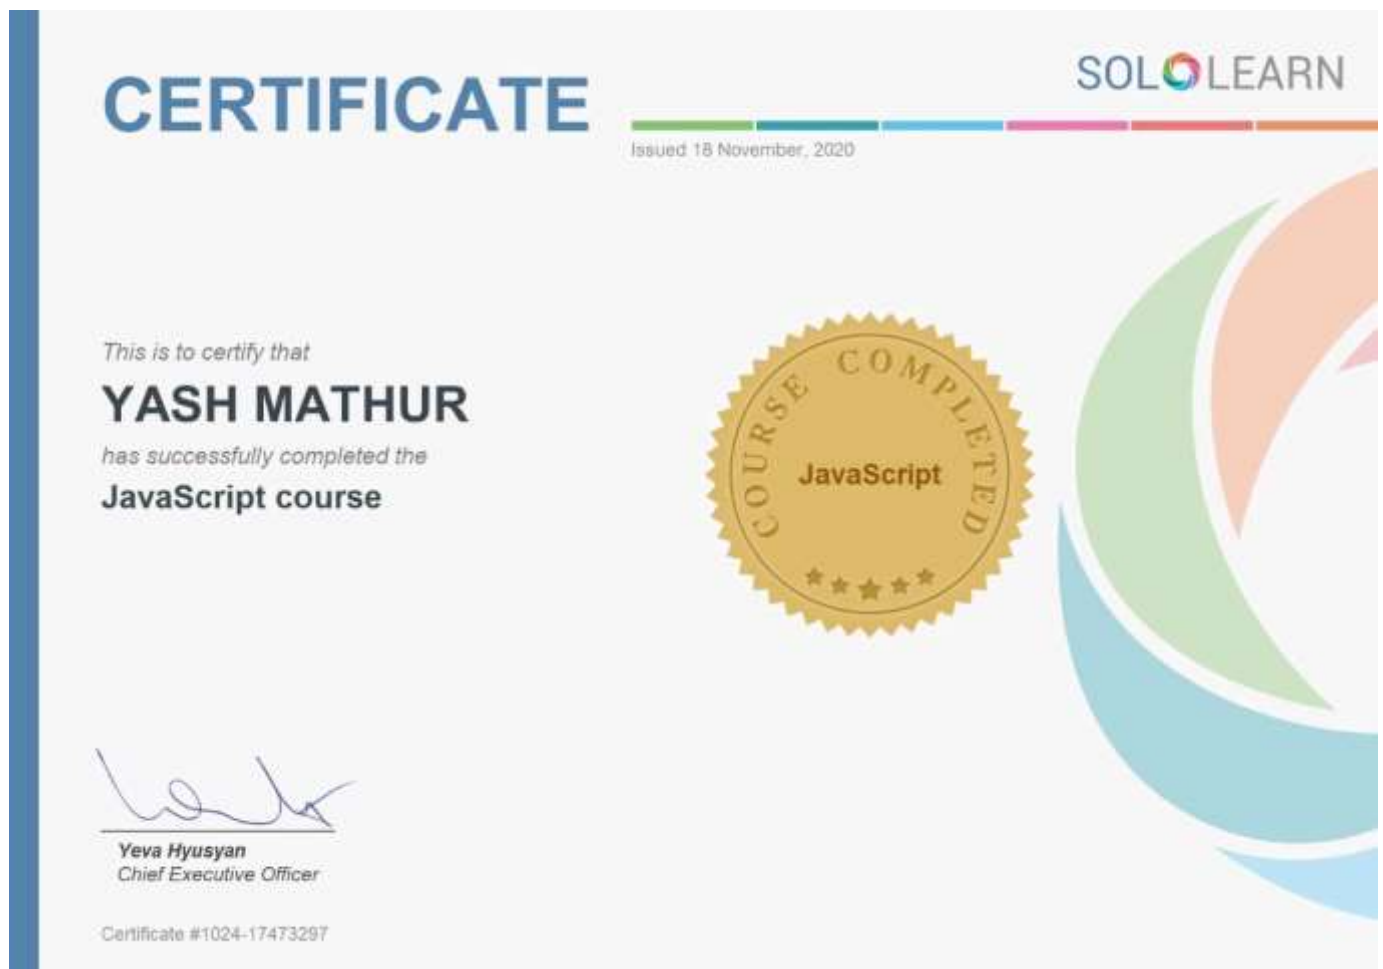 CERTIFICATE
SOLOLEARN
Issued 18 November, 2020
This is to certify that
YASH MATHUR
has successfully completed the
JavaScript course
COURSE COMPLETED
JavaScript
Yeva Hyusyan
Chief Executive Officer
Certificate #1024-17473297